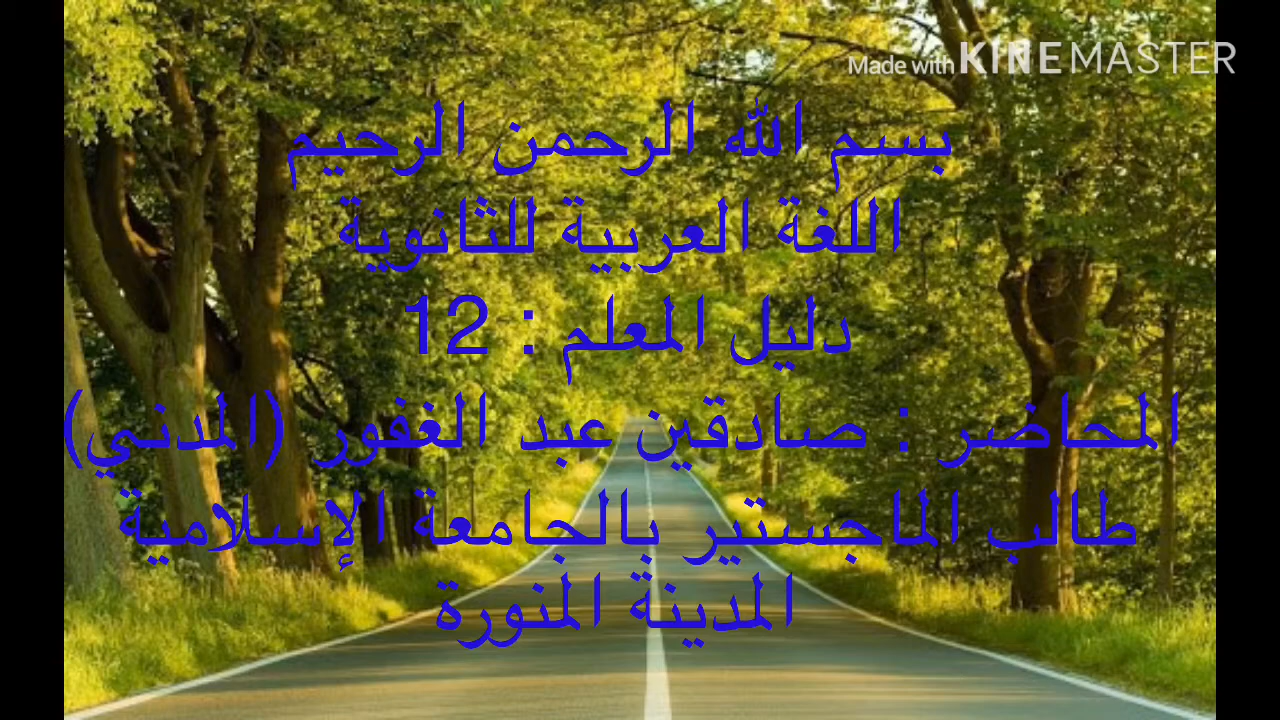 Made with KINEMASTER
بسم الله الرحمن الرحيم
اللغة العربية للثانوية
دليل المعلم : 12
المحاضر : صادقين عبد الغفور (المدني)
طالب الماجستير بالجامعة الإسلامية
المدينة المنورة